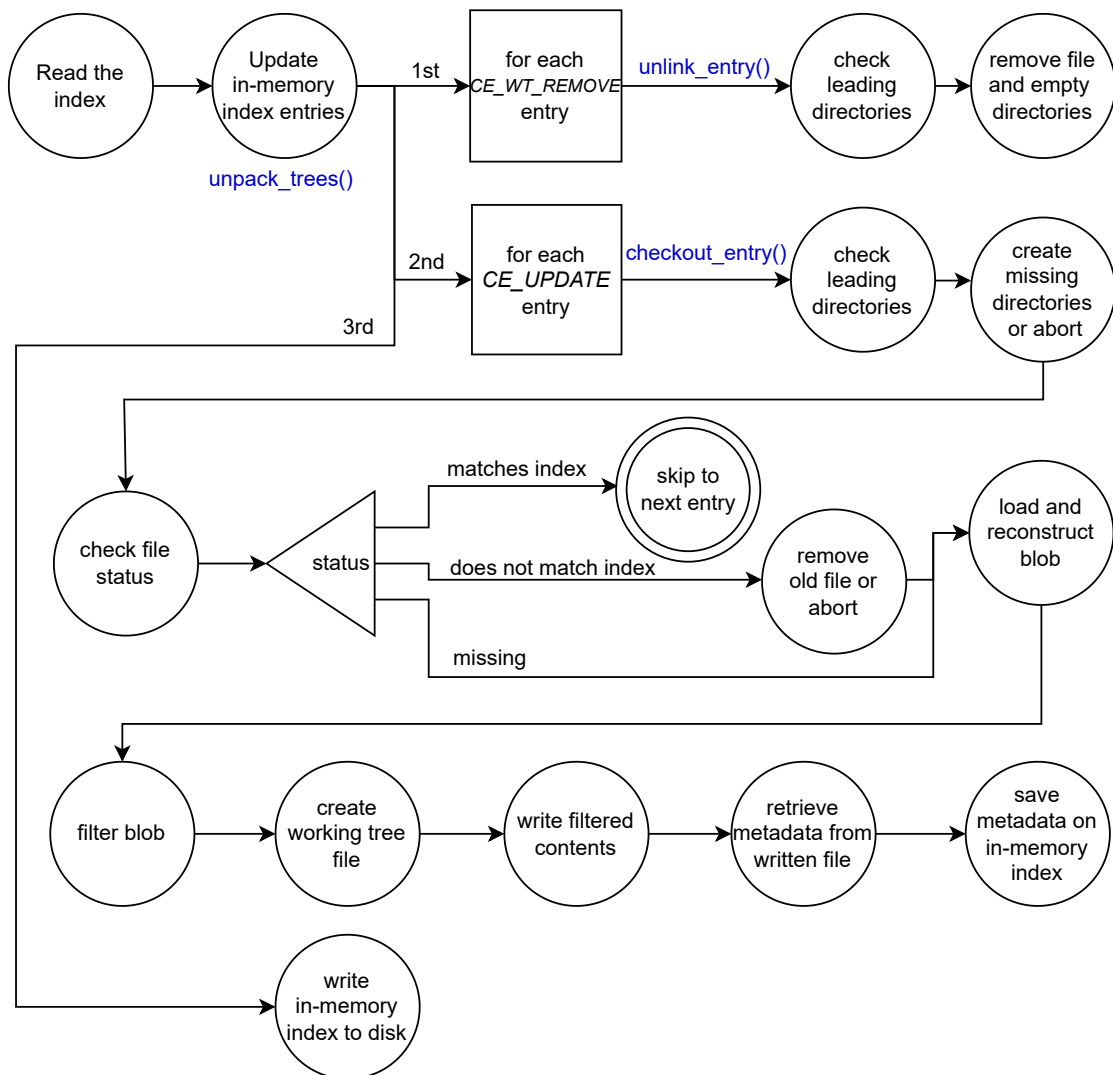 Read the
index
Update
in-memory
index entries
unpack_trees()
1st
for each
CE_WT_REMOVE
entry
unlink_entry()
check
leading
directories
remove file
and empty
directories
2nd
for each
CE_UPDATE
entry
checkout_entry()
check
leading
directories
create
missing
directories
or abort
3rd
check file
status
status
matches index
skip to
next entry
does not match index
remove
old file or
abort
missing
load and
reconstruct
blob
filter blob
create
working tree
file
write filtered
contents
retrieve
metadata from
written file
save
metadata on
in-memory
index
write
in-memory
index to disk